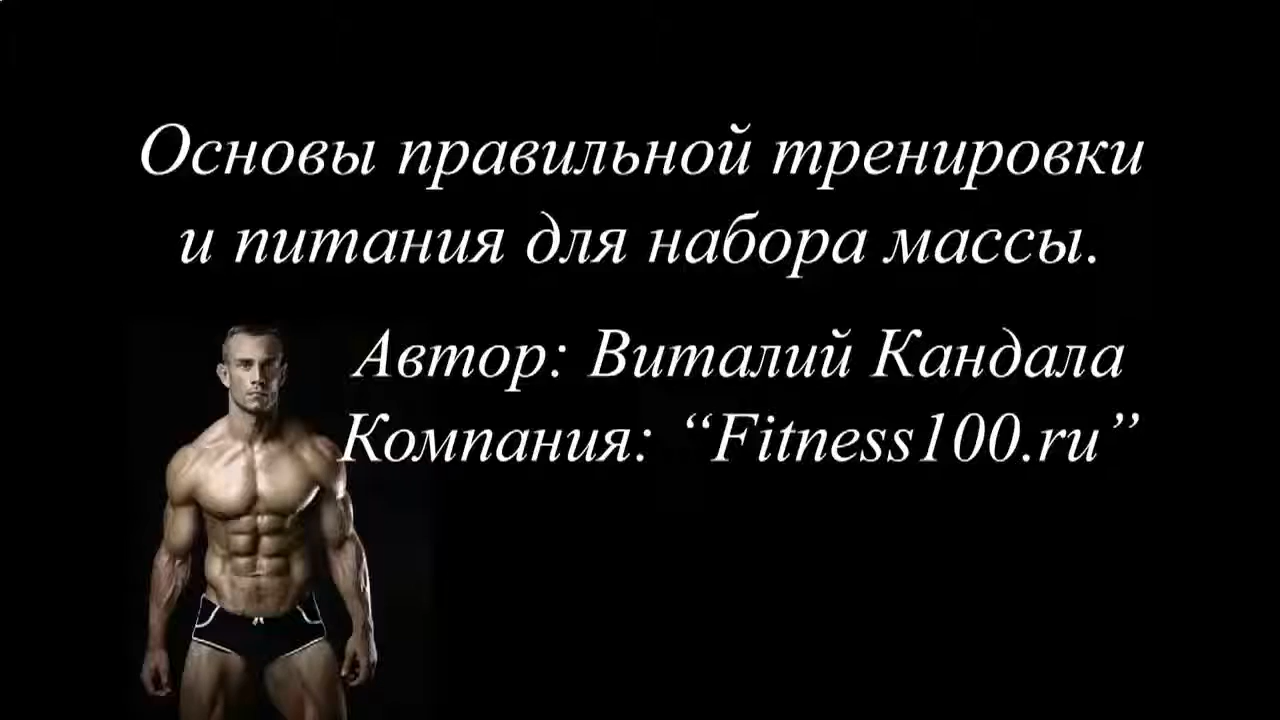 Основы правильной тренировки
и питания для набора массы.
Автор: Виталий Кандала
Компания: “Fitness100.ru”